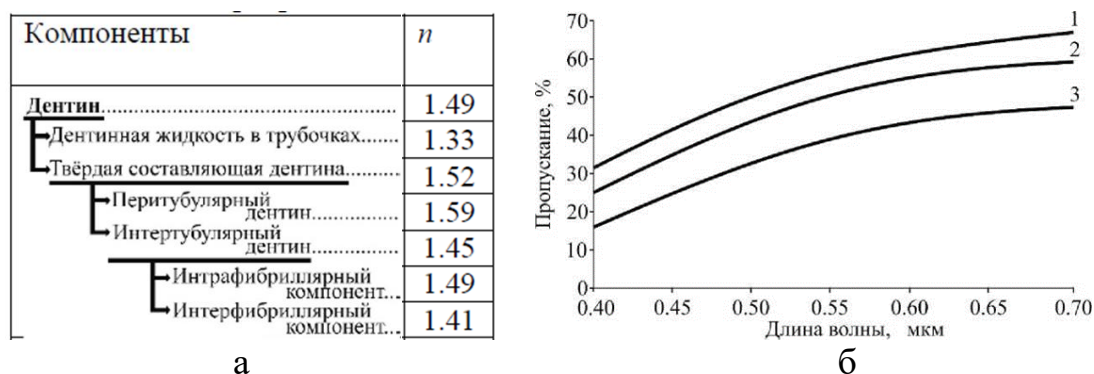 Компоненты n
Дентин 1.49
Дентинная жидкость в трубочках....... 1.33
Твёрдая составляющая дентина........... 1.52
Перитубулярный
дентин............... 1.59
Интертубулярный
дентин............... 1.45
Интрафибриллярный
компонент... 1.49
Интерфибриллярный
компонент... 1.41
а
Пропускание, %
70
60
50
40
30
20
10
0
1
2
3
0.40 0.45 0.50 0.55 0.60 0.65 0.70
Длина волны, мкм
б